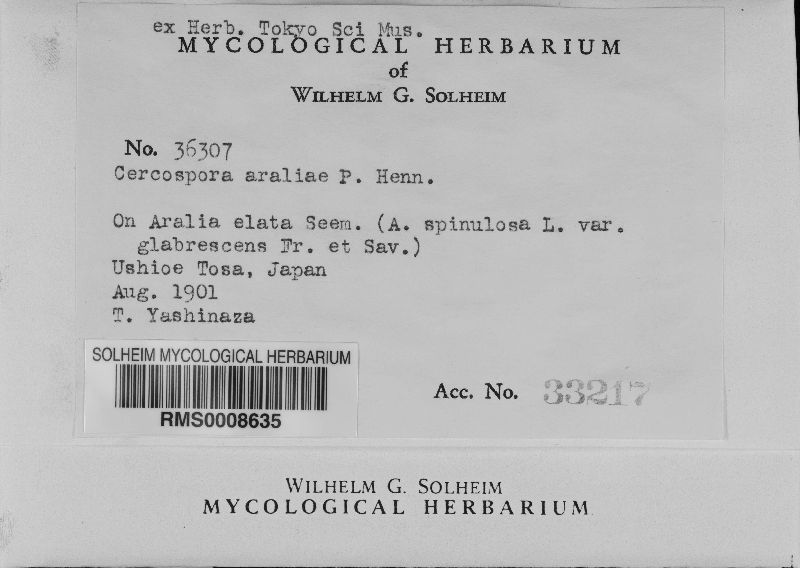 ex Herb. Tokyo Sci Mus.
MYCOLOGICAL HERBARIUM
of
WILHELM G. SOLHEIM
No. 36307
Cercospora araliae P. Henn.
On Aralia elata Seem. (A. spinulosa L. var.
glabrescens Fr. et Sav.)
Ushioe Tosa, Japan
Aug. 1901
T. Yashinaza
SOLHEIM MYCOLOGICAL HERBARIUM
RMS0008635
Acc. No. 33217
WILHELM G. SOLHEIM
MYCOLOGICAL HERBARIUM